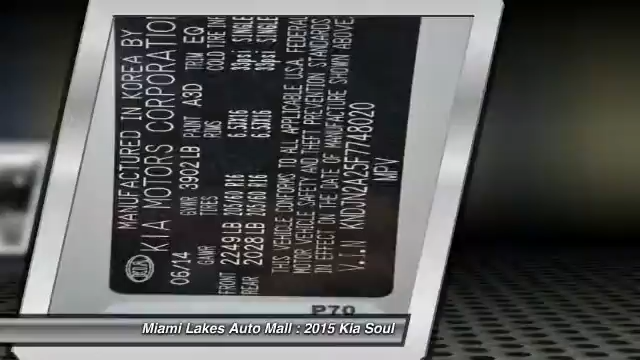 MANUFACTURED IN KOREA BY
KIA MOTORS CORPORATION
KIA
06/14 GVWR 3902LB PAINT A3D TRIM EQ
GAWR TIRES RIMS COLD TIRE INF
FRONT 2249LB 205/60 R16 6.5JX16 33psi SINGLE
REAR 2028LB 205/60 R16 6.5JX16 33psi SINGLE
THIS VEHICLE CONFORMS TO ALL APPLICABLE U.S.A FEDERAL
MOTOR VEHICLE SAFETY AND THEFT PREVENTION STANDARDS
IN EFFECT ON THE DATE OF MANUFACTURE SHOWN ABOVE
V.I.N KNDJN2A25F7748020
MPV
P70
Miami Lakes Auto Mall : 2015 Kia Soul